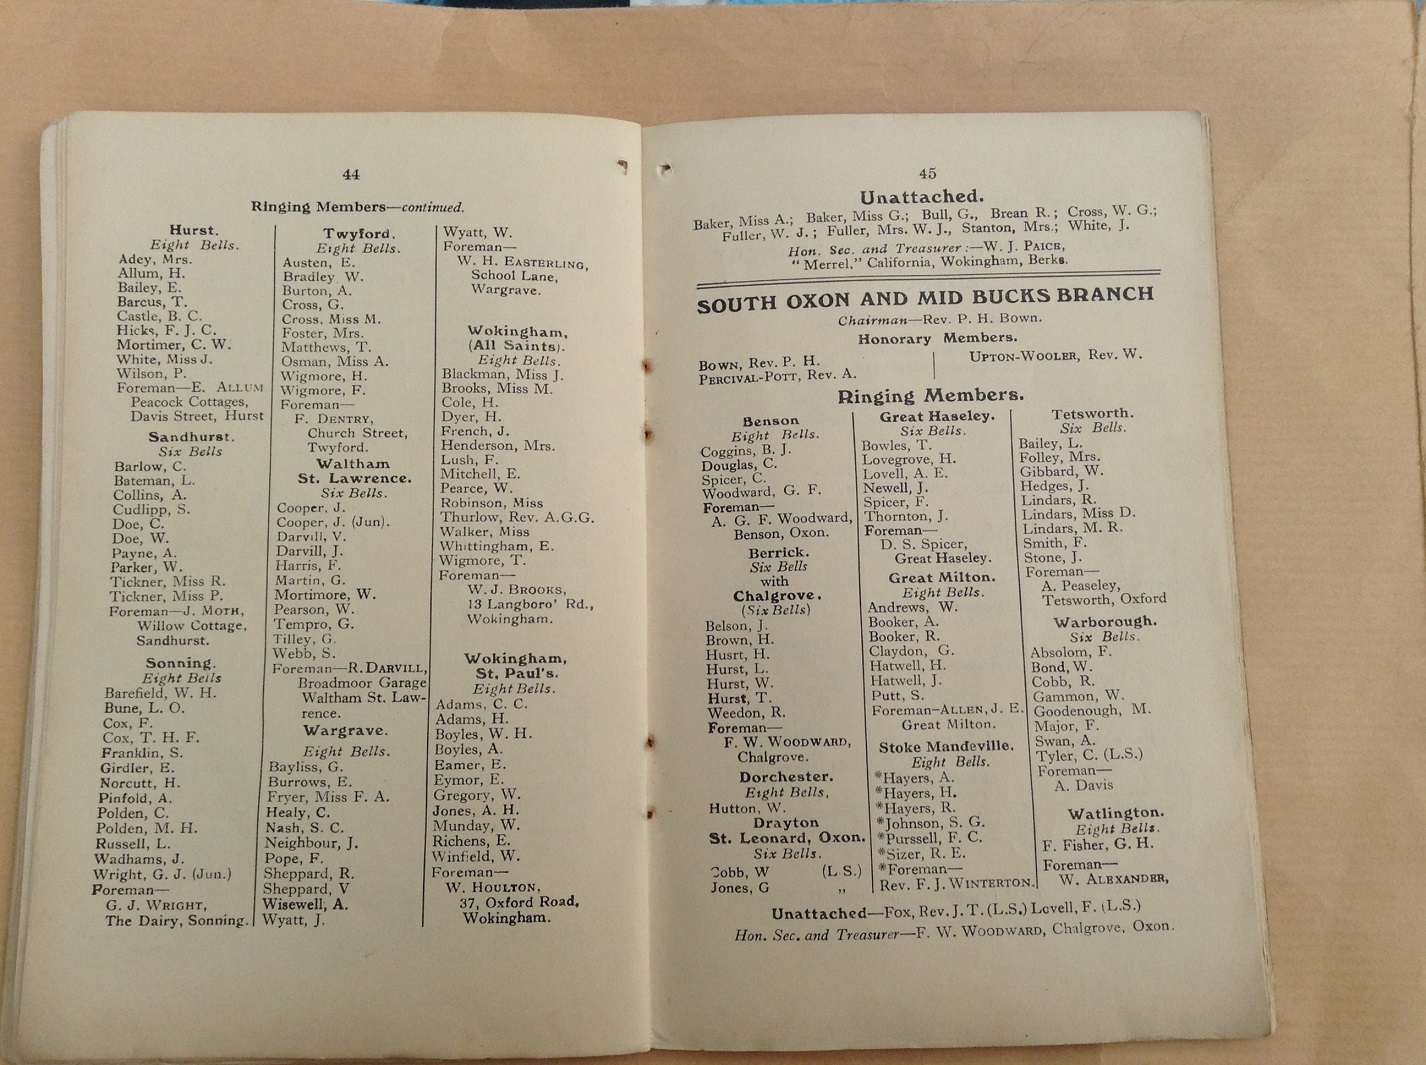 44
Ringing Members—continued.
Hurst.
Eight Bells.
Adey, Mrs.
Allum, H.
Bailey, E.
Barcus, T.
Castle, B. C.
Hicks, F. J. C.
Mortimer, C. W.
White, Miss J.
Wilson, P.
Foreman—E. ALLUM
Peacock Cottages,
Davis Street, Hurst
Sandhurst.
Six Bells
Barlow, C.
Bateman, L.
Collins, A.
Cudlipp, S.
Doe, C.
Doe, W.
Payne, A.
Parker, W.
Tickner, Miss R.
Tickner, Miss P.
Foreman—J. MOTH,
Willow Cottage,
Sandhurst.
Sonning.
Eight Bells
Barefield, W. H.
Bune, L. O.
Cox, F.
Cox, T. H. F.
Franklin, S.
Girdler, E.
Norcutt, H.
Pinfold, A.
Polden, C.
Polden, M. H.
Russell, L.
Wadhams, J.
Wright, G. J. (Jun.)
Foreman—
G. J. WRIGHT,
The Dairy, Sonning.
Twyford.
Eight Bells.
Austen, E.
Bradley W.
Burton, A.
Cross, G.
Cross, Miss M.
Foster, Mrs.
Matthews, T.
Osman, Miss A.
Wigmore, H.
Wigmore, F.
Foreman—
F. DENTRY,
Church Street,
Twyford.
Waltham
St. Lawrence.
Six Bells.
Cooper, J.
Cooper, J. (Jun).
Darvill, V.
Darvill, J.
Harris, F.
Martin, G.
Mortimore, W.
Pearson, W.
Tempro, G.
Tilley, G.
Webb, S.
Foreman—R. DARVILL,
Broadmoor Garage
Waltham St. Law-
rence.
Wargrave.
Eight Bells.
Bayliss, G.
Burrows, E.
Fryer, Miss F. A.
Healy, C.
Nash, S. C.
Neighbour, J.
Pope, F.
Sheppard, R.
Sheppard, V
Wisewell, A.
Wyatt, J.
Wyatt, W.
Foreman—
W. H. EASTERLING,
School Lane,
Wargrave.
Wokingham,
(All Saints).
Eight Bells.
Blackman, Miss J.
Brooks, Miss M.
Cole, H.
Dyer, H.
French, J.
Henderson, Mrs.
Lush, F.
Mitchell, E.
Pearce, W.
Robinson, Miss
Thurlow, Rev. A.G.G.
Walker, Miss
Whittingham, E.
Wigmore, T.
Foreman—
W. J. BROOKS,
13 Langboro' Rd.,
Wokingham.
Wokingham,
St. Paul's.
Eight Bells.
Adams, C. C.
Adams, H.
Boyles, W. H.
Boyles, A.
Eamer, E.
Eymor, E.
Gregory, W.
Jones, A. H.
Munday, W.
Richens, E.
Winfield, W.
Foreman—
W. HOULTON,
37, Oxford Road,
Wokingham.
45
Unattached.
Baker, Miss A.; Baker, Miss G.; Bull, G., Brean R.; Cross, W. G.;
Fuller, W. J.; Fuller, Mrs. W. J., Stanton, Mrs.; White, J.
Hon. Sec. and Treasurer:—W. J. PAICE,
"Merrel," California, Wokingham, Berks.
SOUTH OXON AND MID BUCKS BRANCH
Chairman—Rev. P. H. Bown.
Honorary Members.
BOWN, Rev. P. H.
PERCIVAL-POTT, Rev. A.
UPTON-WOOLER, Rev. W.
Ringing Members.
Benson
Eight Bells.
Coggins, B. J.
Douglas, C.
Spicer, C.
Woodward, G. F.
Foreman—
A. G. F. Woodward,
Benson, Oxon.
Berrick.
Six Bells
with
Chalgrove.
(Six Bells)
Belson, J.
Brown, H.
Husrt, H.
Hurst, L.
Hurst, W.
Hurst, T.
Weedon, R.
Foreman—
F. W. WOODWARD,
Chalgrove.
Dorchester.
Eight Bells,
Hutton, W.
Drayton
St. Leonard, Oxon.
Six Bells.
Cobb, W (L S.)
Jones, G „
Great Haseley.
Six Bells.
Bowles, T.
Lovegrove, H.
Lovell, A. E.
Newell, J.
Spicer, F.
Thornton, J.
Foreman—
D. S. Spicer,
Great Haseley.
Great Milton.
Eight Bells.
Andrews, W.
Booker, A.
Booker, R.
Claydon, G.
Hatwell, H.
Hatwell, J.
Putt, S.
Foreman—ALLEN, J. E.
Great Milton.
Stoke Mandeville.
Eight Bells.
*Hayers, A.
*Hayers, H.
*Hayers, R.
*Johnson, S. G.
*Purssell, F. C.
*Sizer, R. E.
*Foreman—
Rev. F. J. WINTERTON.
Tetsworth.
Six Bells.
Bailey, L.
Folley, Mrs.
Gibbard, W.
Hedges, J.
Lindars, R.
Lindars, Miss D.
Lindars, M. R.
Smith, F.
Stone, J.
Foreman—
A. Peaseley,
Tetsworth, Oxford
Warborough.
Six Bells.
Absolom, F.
Bond, W.
Cobb, R.
Gammon, W.
Goodenough, M.
Major, F.
Swan, A.
Tyler, C. (L.S.)
Foreman—
A. Davis
Watlington.
Eight Bells.
F. Fisher, G. H.
Foreman—
W. ALEXANDER,
Unattached—Fox, Rev. J. T. (L.S.) Lovell, F. (L.S.)
Hon. Sec. and Treasurer—F. W. WOODWARD, Chalgrove, Oxon.